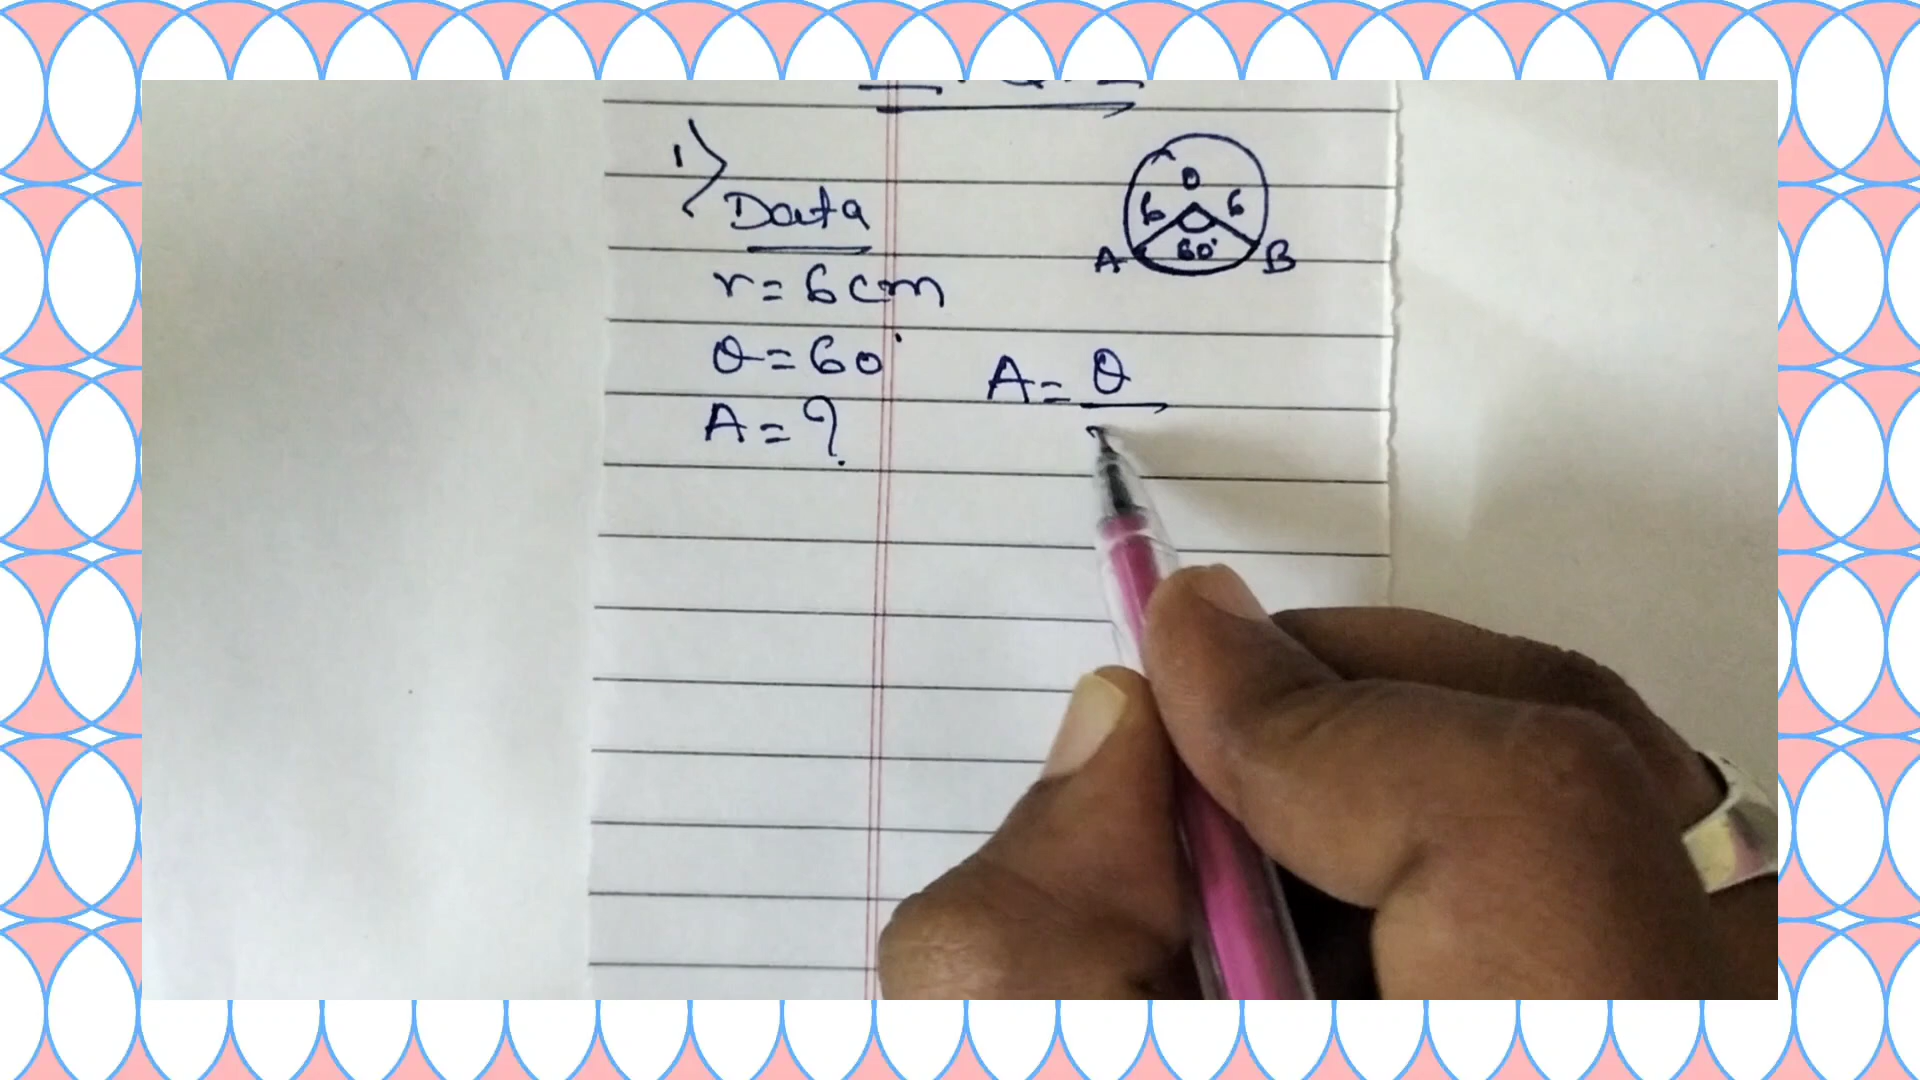 1)
Data
r = 6cm
θ = 60°
A = ?
O
6 6
60°
A B
A = θ